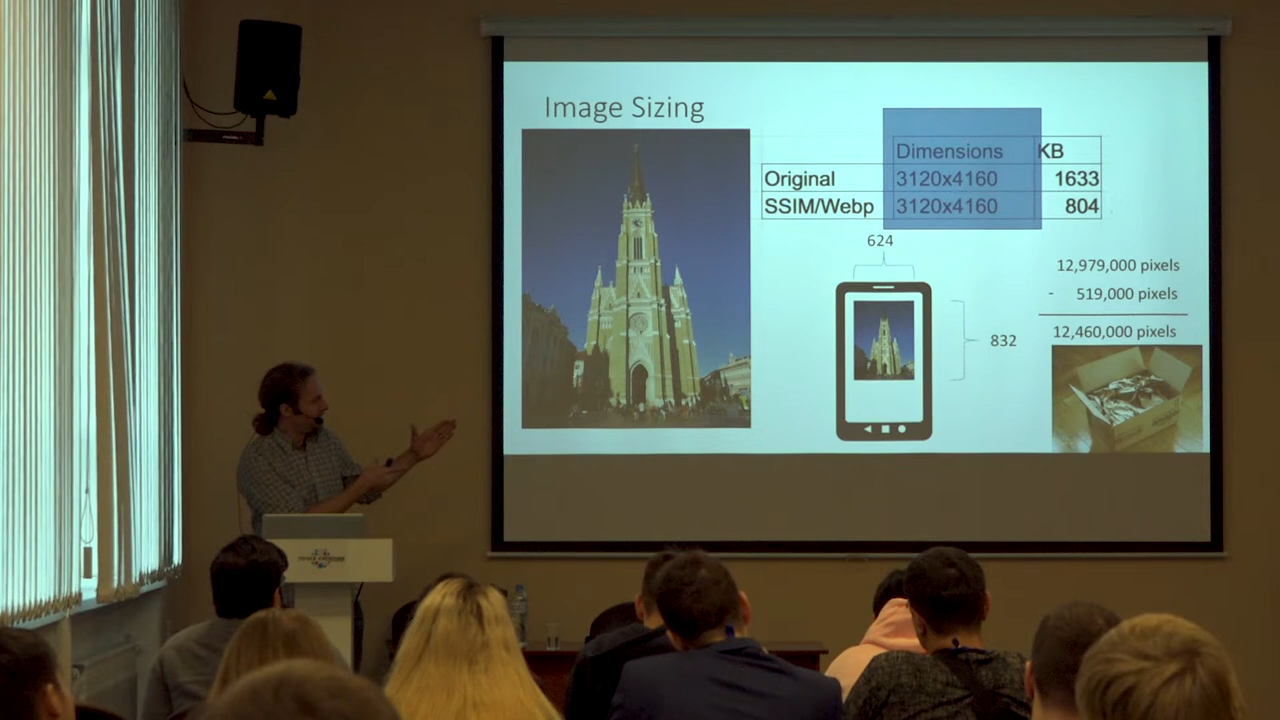 Image Sizing
Dimensions KB
Original 3120x4160 1633
SSIM/Webp 3120x4160 804
624
832
12,979,000 pixels
- 519,000 pixels
12,460,000 pixels